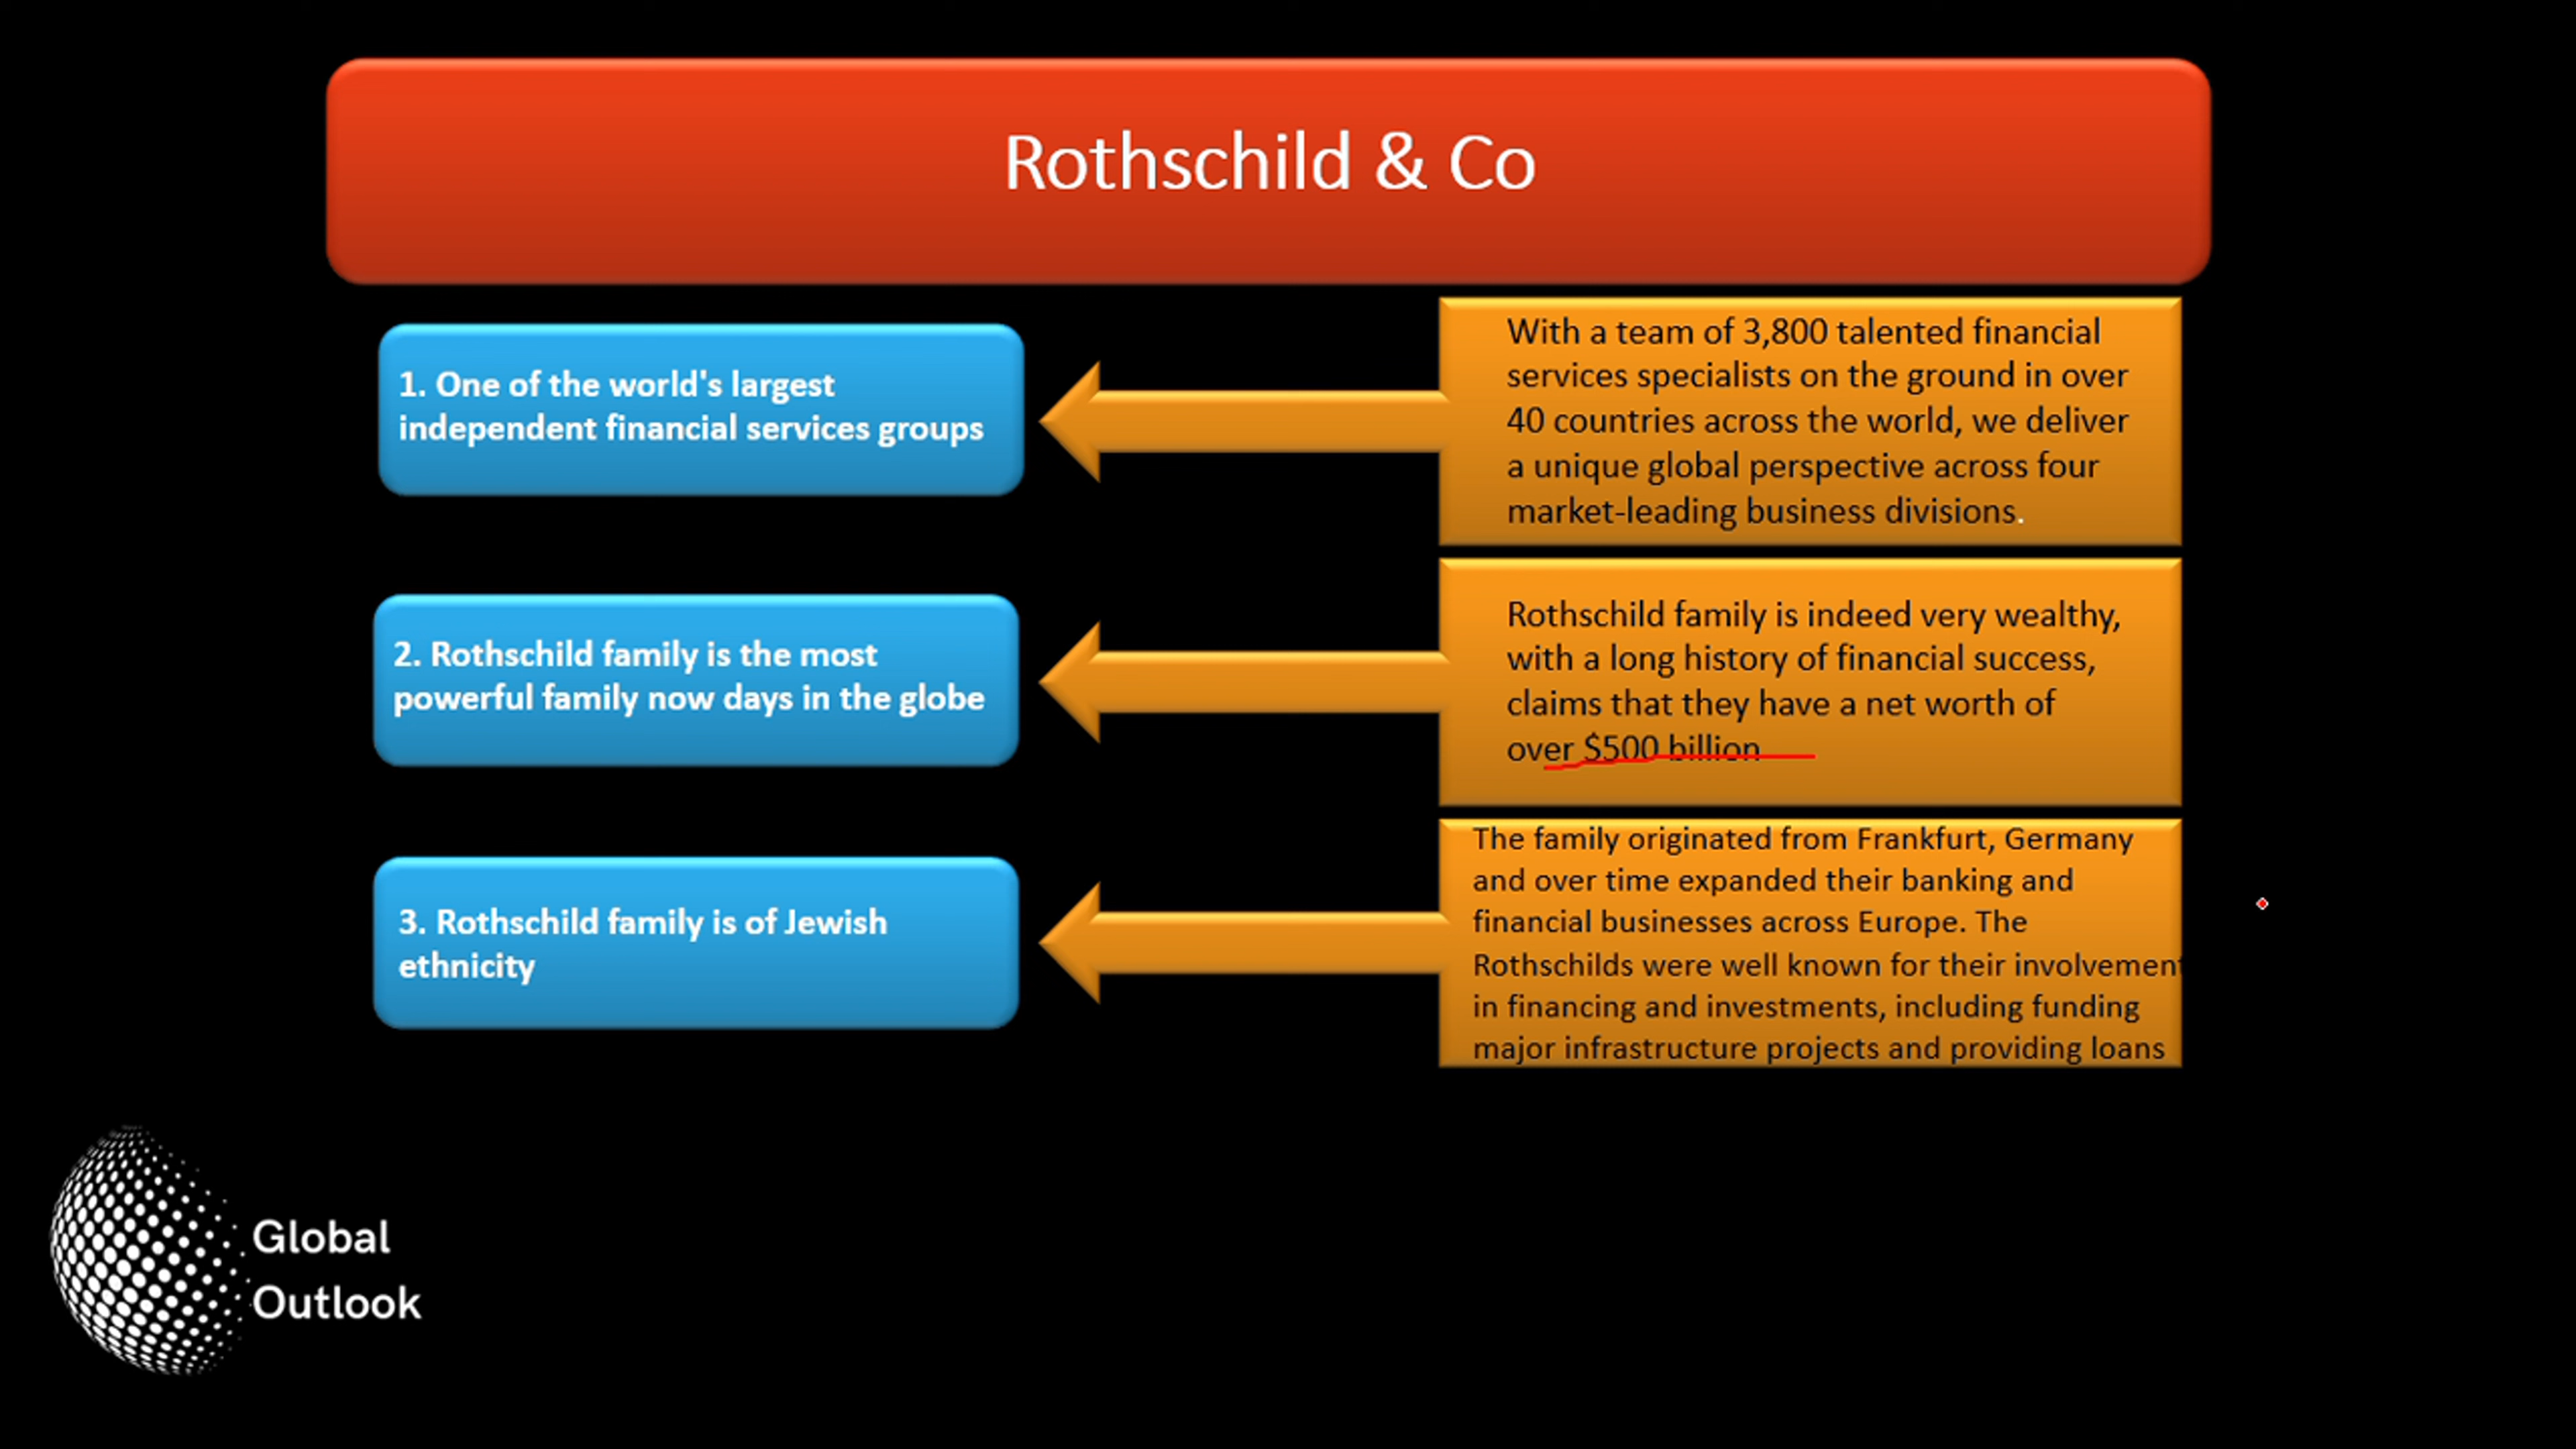 Rothschild & Co
1. One of the world's largest
independent financial services groups
With a team of 3,800 talented financial
services specialists on the ground in over
40 countries across the world, we deliver
a unique global perspective across four
market-leading business divisions.
2. Rothschild family is the most
powerful family now days in the globe
Rothschild family is indeed very wealthy,
with a long history of financial success,
claims that they have a net worth of
over $500 billion
3. Rothschild family is of Jewish
ethnicity
The family originated from Frankfurt, Germany
and over time expanded their banking and
financial businesses across Europe. The
Rothschilds were well known for their involvement
in financing and investments, including funding
major infrastructure projects and providing loans
Global
Outlook